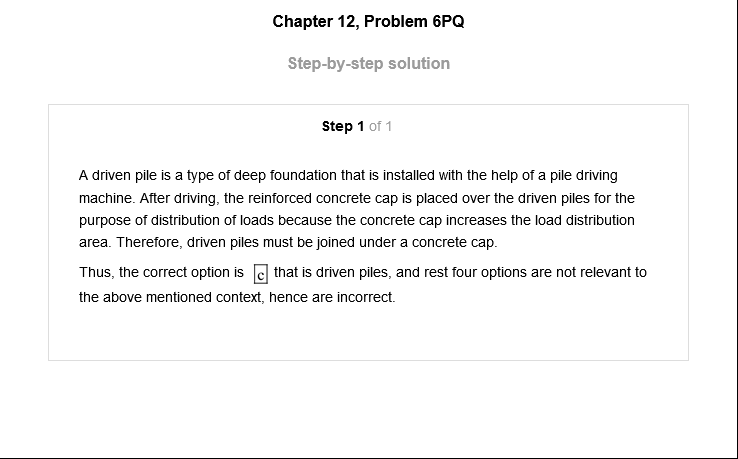 Chapter 12, Problem 6PQ
Step-by-step solution
Step 1 of 1
A driven pile is a type of deep foundation that is installed with the help of a pile driving
machine. After driving, the reinforced concrete cap is placed over the driven piles for the
purpose of distribution of loads because the concrete cap increases the load distribution
area. Therefore, driven piles must be joined under a concrete cap.
Thus, the correct option is c that is driven piles, and rest four options are not relevant to
the above mentioned context, hence are incorrect.